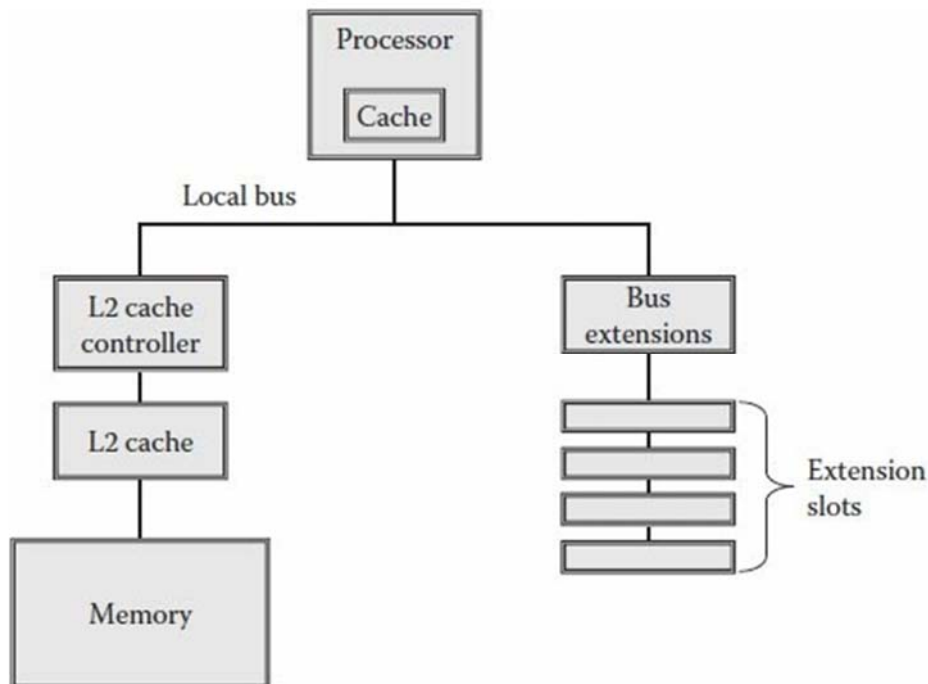 Processor
Cache
Local bus
L2 cache
controller
Bus
extensions
L2 cache
Extension
slots
Memory